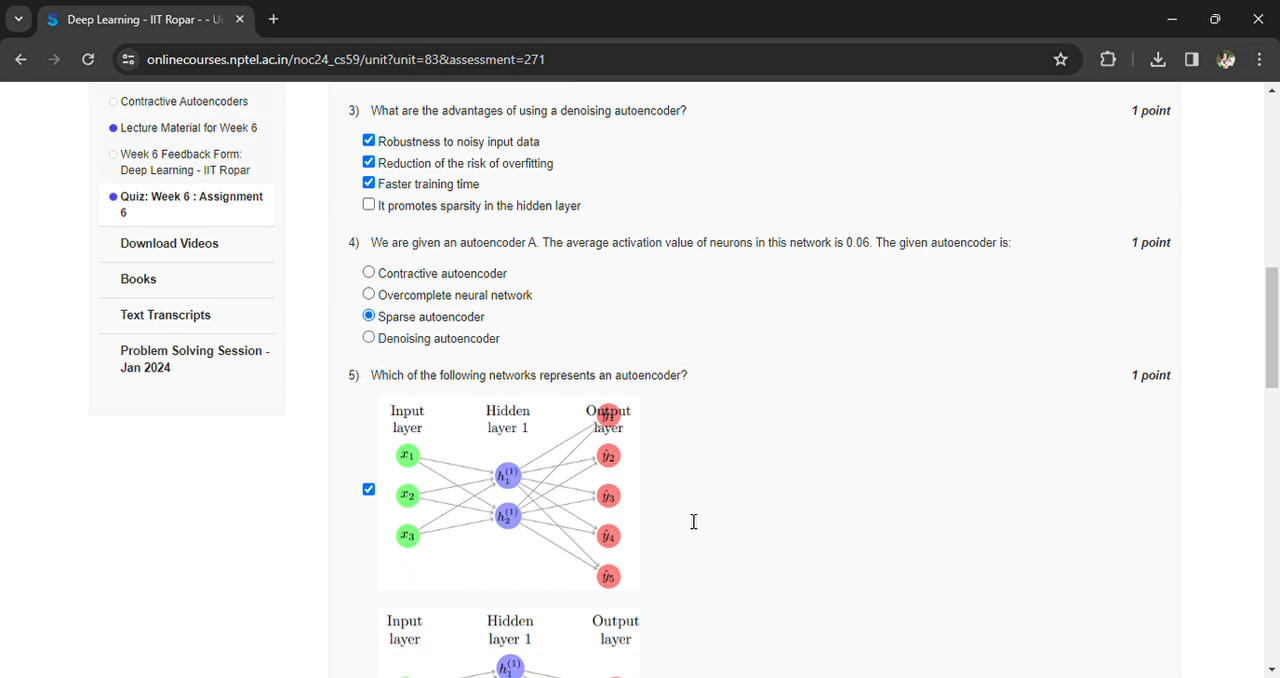 Deep Learning - IIT Ropar - - U
onlinecourses.nptel.ac.in/noc24_cs59/unit?unit=83&assessment=271
Contractive Autoencoders
Lecture Material for Week 6
Week 6 Feedback Form:
Deep Learning - IIT Ropar
Quiz: Week 6 : Assignment
6
Download Videos
Books
Text Transcripts
Problem Solving Session -
Jan 2024
3) What are the advantages of using a denoising autoencoder? 1 point
Robustness to noisy input data
Reduction of the risk of overfitting
Faster training time
It promotes sparsity in the hidden layer
4) We are given an autoencoder A. The average activation value of neurons in this network is 0.06. The given autoencoder is: 1 point
Contractive autoencoder
Overcomplete neural network
Sparse autoencoder
Denoising autoencoder
5) Which of the following networks represents an autoencoder? 1 point
Input Hidden Output
layer layer 1 layer
ŷ₁
x₁ ŷ₂
h₁⁽¹⁾
x₂ ŷ₃
h₂⁽¹⁾
x₃ ŷ₄
ŷ₅
Input Hidden Output
layer layer 1 layer
h₁⁽¹⁾